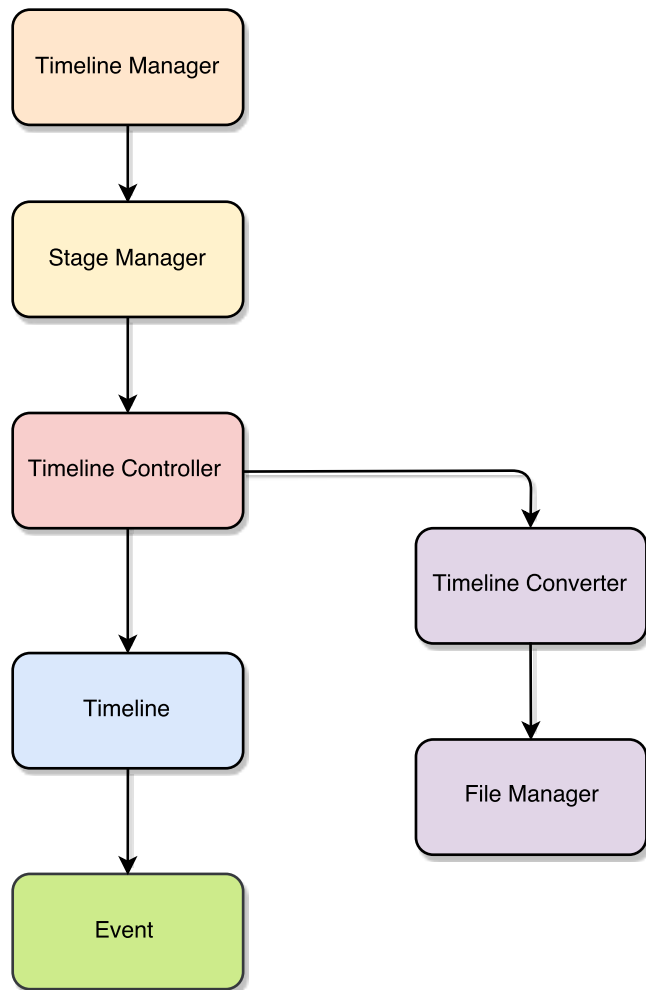 Timeline Manager
Stage Manager
Timeline Controller
Timeline Converter
Timeline
File Manager
Event